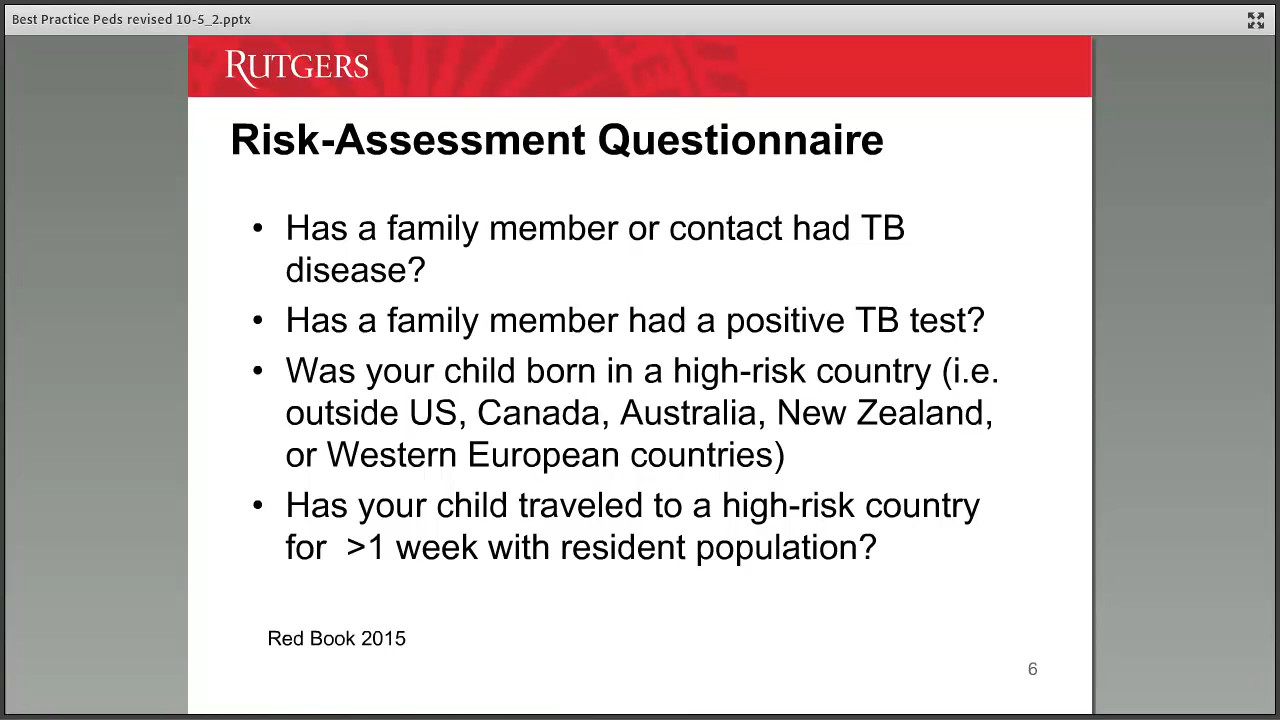 Best Practice Peds revised 10-5_2.pptx
RUTGERS
Risk-Assessment Questionnaire
• Has a family member or contact had TB
disease?
• Has a family member had a positive TB test?
• Was your child born in a high-risk country (i.e.
outside US, Canada, Australia, New Zealand,
or Western European countries)
• Has your child traveled to a high-risk country
for >1 week with resident population?
Red Book 2015
6